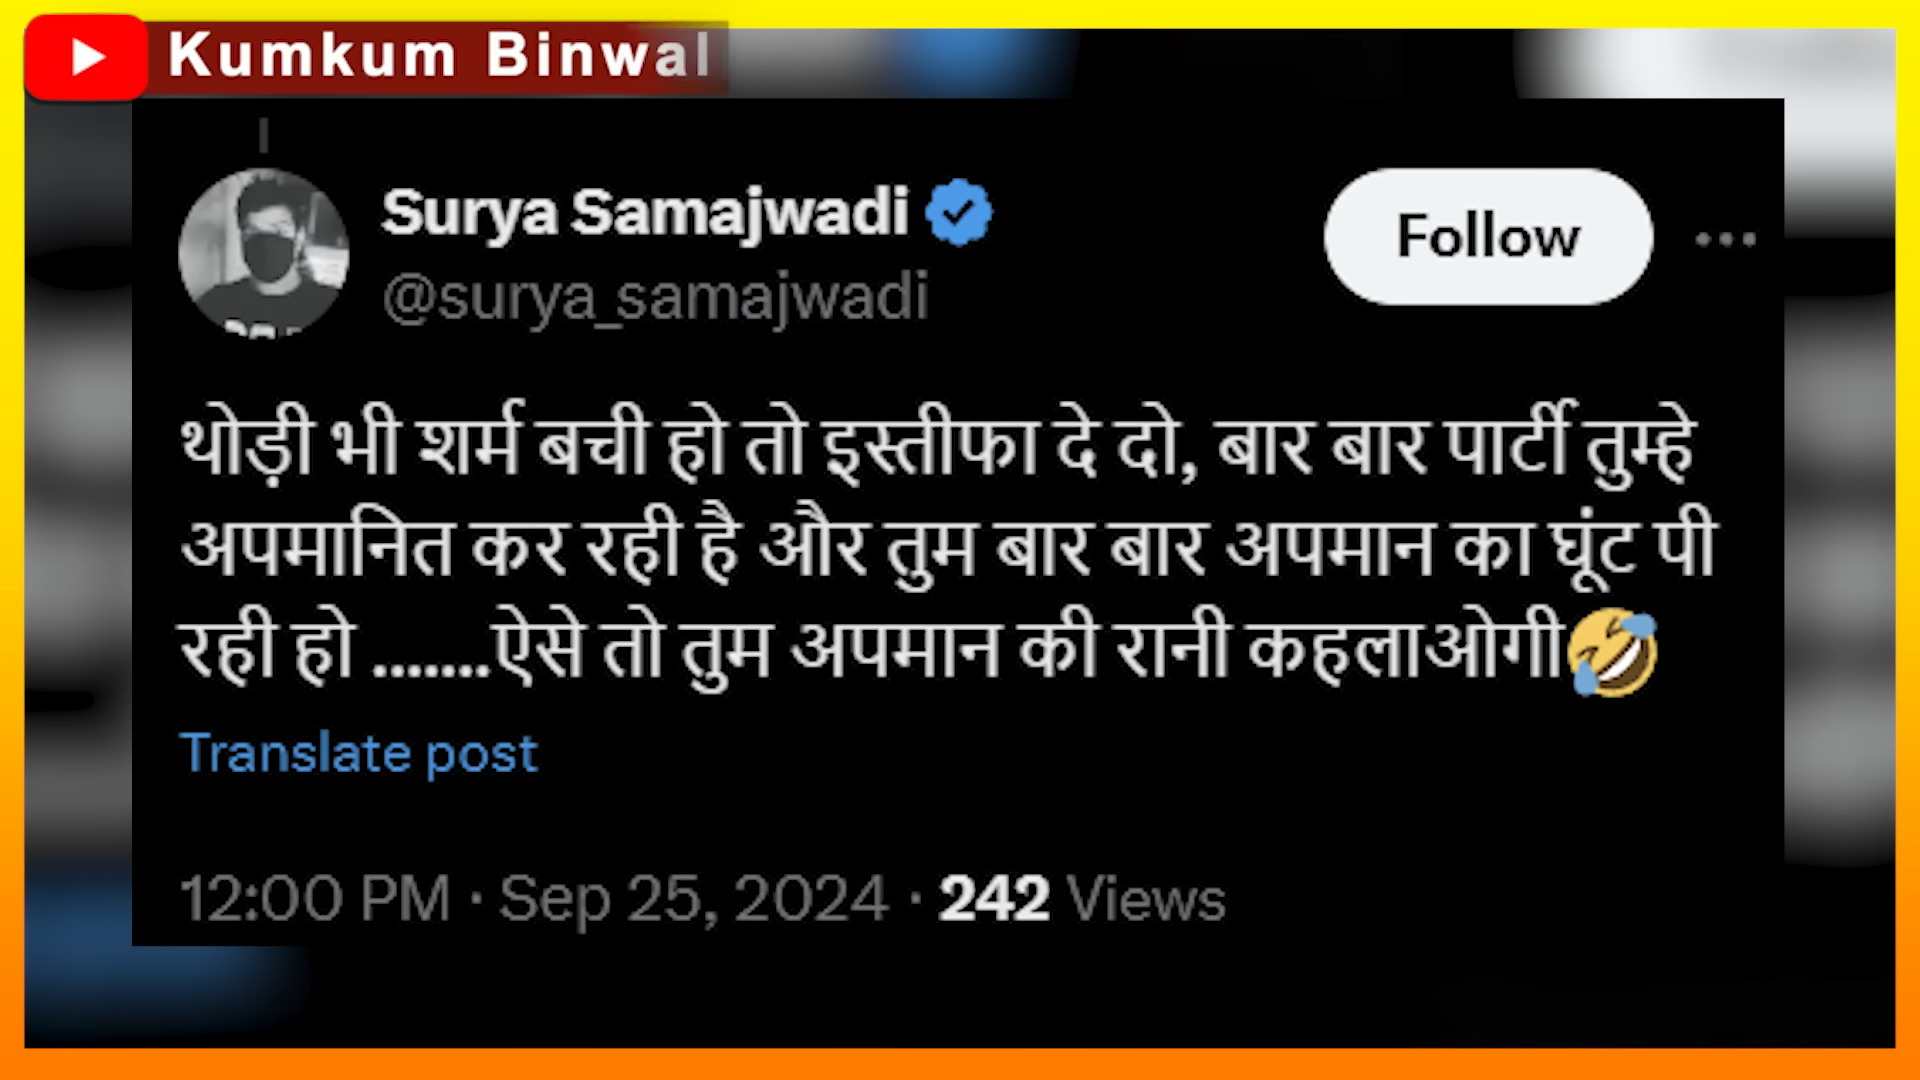 Kumkum Binwal
Surya Samajwadi
@surya_samajwadi
Follow
थोड़ी भी शर्म बची हो तो इस्तीफा दे दो, बार बार पार्टी तुम्हे
अपमानित कर रही है और तुम बार बार अपमान का घूंट पी
रही हो .......ऐसे तो तुम अपमान की रानी कहलाओगी🤣
Translate post
12:00 PM · Sep 25, 2024 · 242 Views